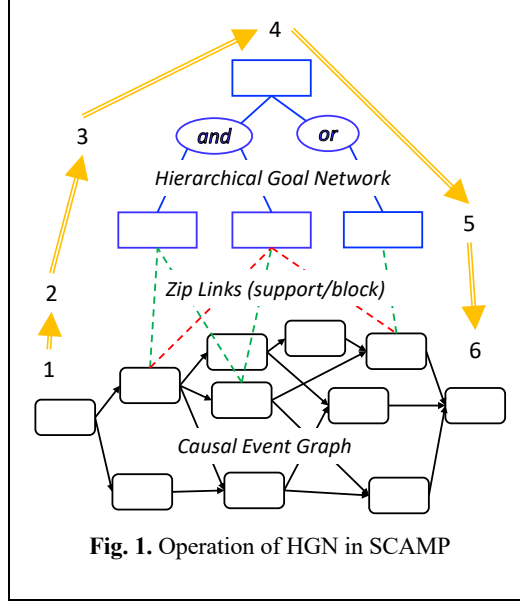 4
3
and
or
Hierarchical Goal Network
5
2
Zip Links (support/block)
6
1
Causal Event Graph
Fig. 1. Operation of HGN in SCAMP